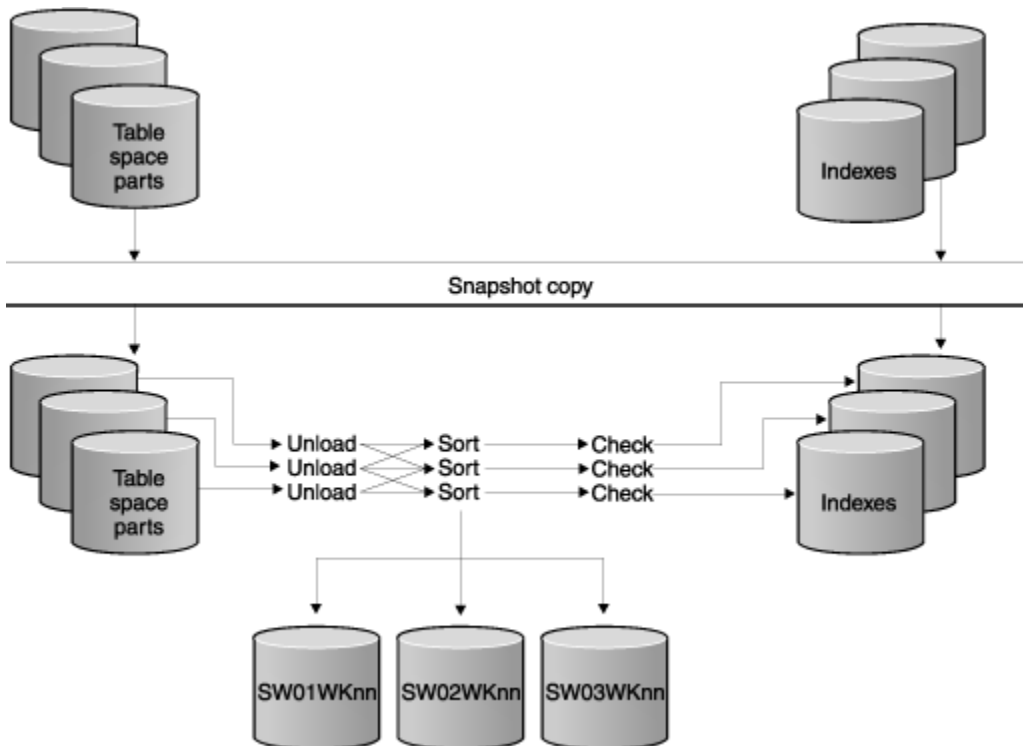 Table
space
parts
Indexes
Snapshot copy
Unload Sort Check
Unload Sort Check
Unload Sort Check
Table
space
parts
Indexes
SW01WKnn SW02WKnn SW03WKnn